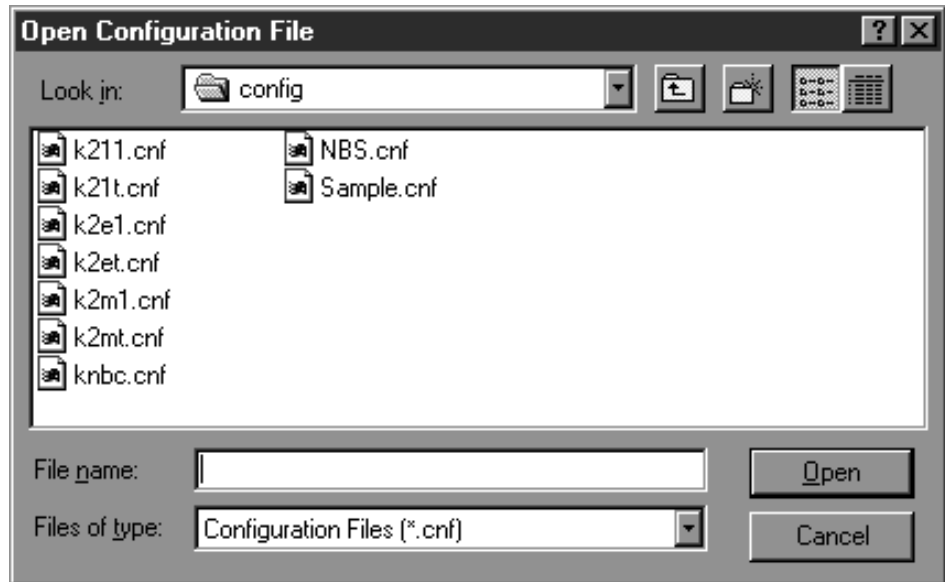 Open Configuration File
Look in: config
k211.cnf
k21t.cnf
k2e1.cnf
k2et.cnf
k2m1.cnf
k2mt.cnf
knbc.cnf
NBS.cnf
Sample.cnf
File name: Open
Files of type: Configuration Files (*.cnf) Cancel